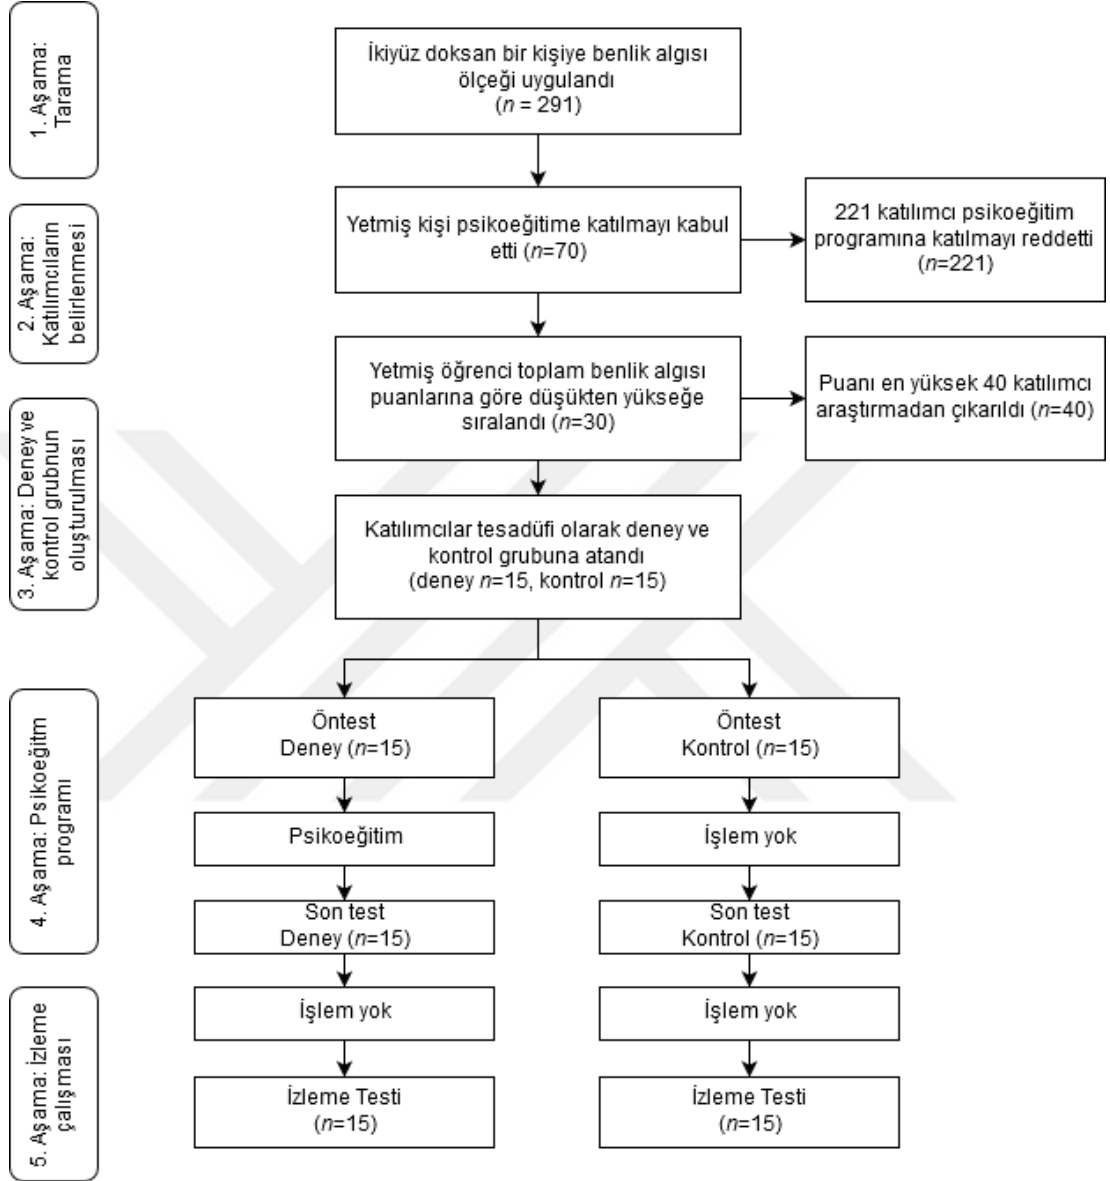 1. Aşama:
Tarama
İkiyüz doksan bir kişiye benlik algısı
ölçeği uygulandı
(n = 291)
2. Aşama:
Katılımcıların
belirlenmesi
Yetmiş kişi psikoeğitime katılmayı kabul
etti (n=70)
221 katılımcı psikoeğitim
programına katılmayı reddetti
(n=221)
Yetmiş öğrenci toplam benlik algısı
puanlarına göre düşükten yükseğe
sıralandı (n=30)
Puanı en yüksek 40 katılımcı
araştırmadan çıkarıldı (n=40)
3. Aşama: Deney ve
kontrol grubnun
oluşturulması
Katılımcılar tesadüfi olarak deney ve
kontrol grubuna atandı
(deney n=15, kontrol n=15)
4. Aşama: Psikoeğitm
programı
Öntest
Deney (n=15)
Öntest
Kontrol (n=15)
Psikoeğitim
İşlem yok
Son test
Deney (n=15)
Son test
Kontrol (n=15)
5. Aşama: İzleme
çalışması
İşlem yok
İşlem yok
İzleme Testi
(n=15)
İzleme Testi
(n=15)